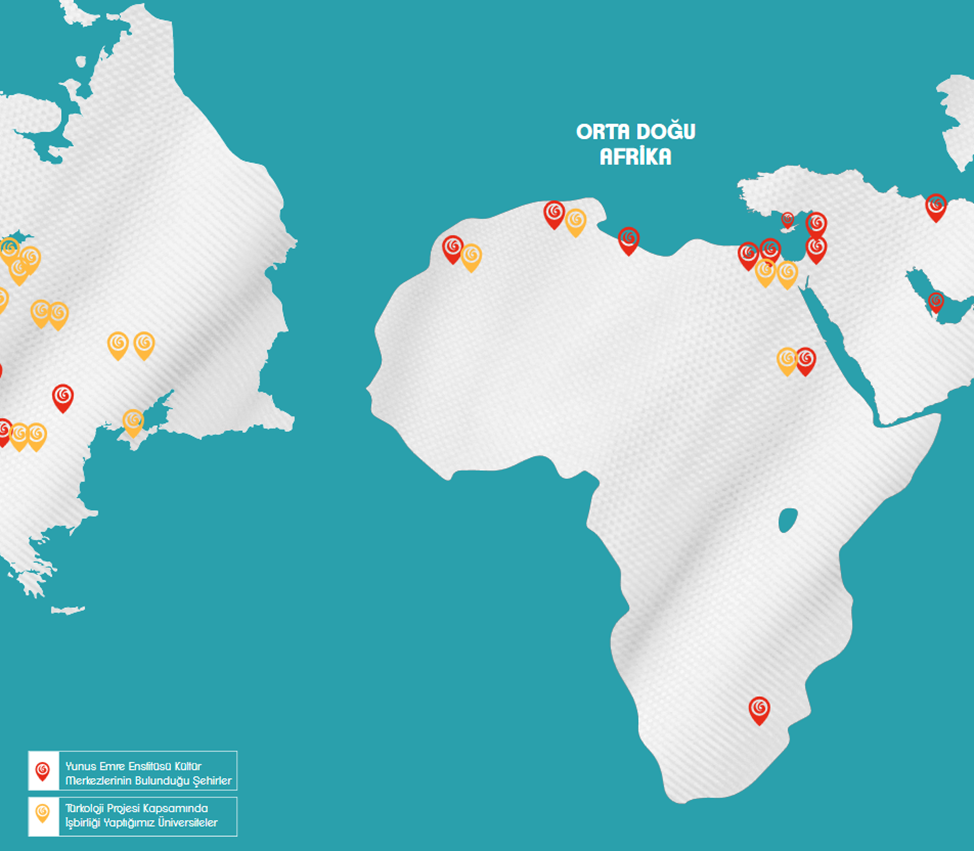 ORTA DOĞU
AFRİKA
Yunus Emre Enstitüsü Kültür
Merkezlerinin Bulunduğu Şehirler
Türkoloji Projesi Kapsamında
İşbirliği Yaptığımız Üniversiteler